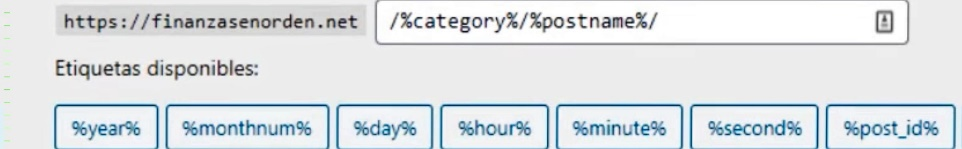 https://finanzasenorden.net /%category%/%postname%/
Etiquetas disponibles:
%year% %monthnum% %day% %hour% %minute% %second% %post_id%